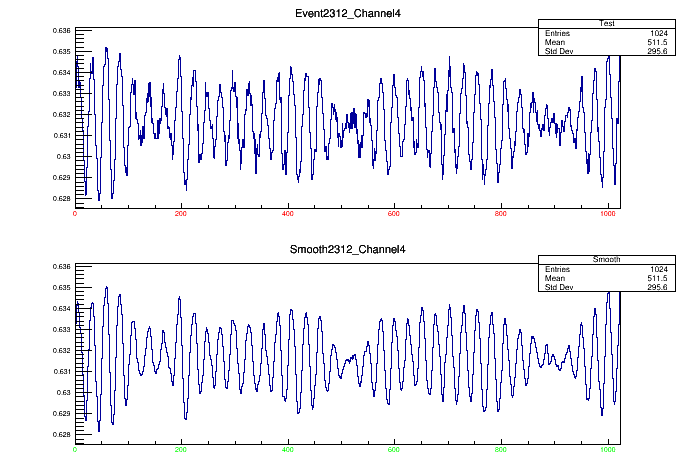 Event2312_Channel4
Test
Entries 1024
Mean 511.5
Std Dev 295.6
0.636
0.635
0.634
0.633
0.632
0.631
0.63
0.629
0.628
0 200 400 600 800 1000
Smooth2312_Channel4
Smooth
Entries 1024
Mean 511.5
Std Dev 295.6
0.636
0.635
0.634
0.633
0.632
0.631
0.63
0.629
0.628
0 200 400 600 800 1000